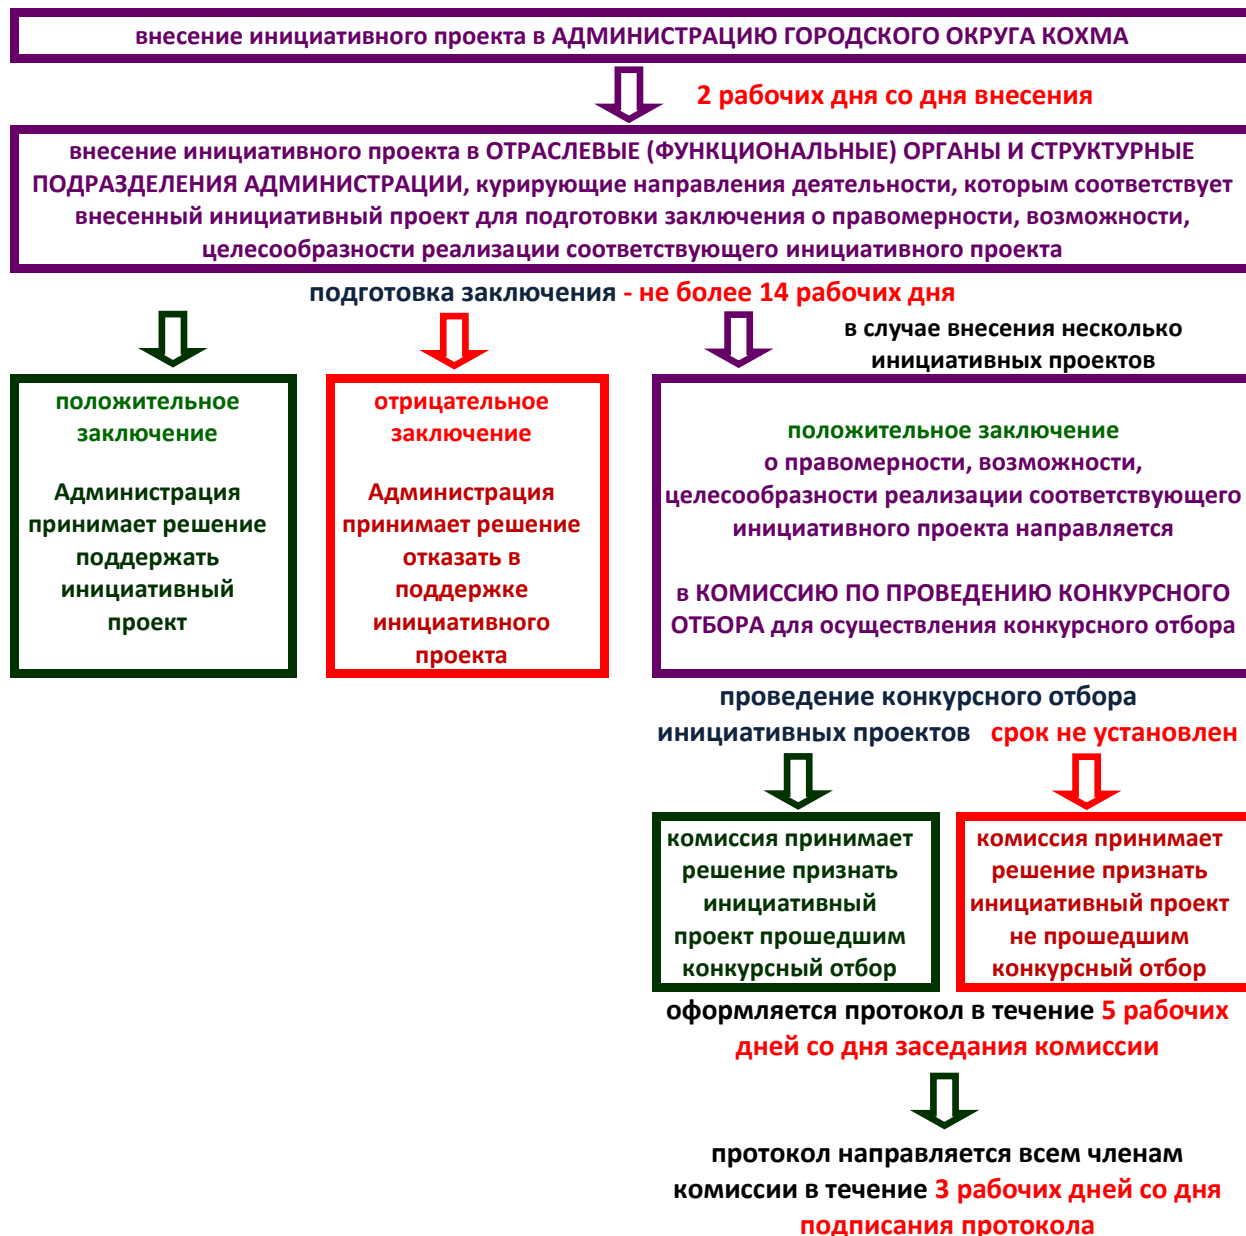 внесение инициативного проекта в АДМИНИСТРАЦИЮ ГОРОДСКОГО ОКРУГА КОХМА
2 рабочих дня со дня внесения
внесение инициативного проекта в ОТРАСЛЕВЫЕ (ФУНКЦИОНАЛЬНЫЕ) ОРГАНЫ И СТРУКТУРНЫЕ
ПОДРАЗДЕЛЕНИЯ АДМИНИСТРАЦИИ, курирующие направления деятельности, которым соответствует
внесенный инициативный проект для подготовки заключения о правомерности, возможности,
целесообразности реализации соответствующего инициативного проекта
подготовка заключения - не более 14 рабочих дня
в случае внесения несколько
инициативных проектов
положительное
заключение
Администрация
принимает решение
поддержать
инициативный
проект
отрицательное
заключение
Администрация
принимает решение
отказать в
поддержке
инициативного
проекта
положительное заключение
о правомерности, возможности,
целесообразности реализации соответствующего
инициативного проекта направляется
в КОМИССИЮ ПО ПРОВЕДЕНИЮ КОНКУРСНОГО
ОТБОРА для осуществления конкурсного отбора
проведение конкурсного отбора
инициативных проектов срок не установлен
комиссия принимает
решение признать
инициативный
проект прошедшим
конкурсный отбор
комиссия принимает
решение признать
инициативный проект
не прошедшим
конкурсный отбор
оформляется протокол в течение 5 рабочих
дней со дня заседания комиссии
протокол направляется всем членам
комиссии в течение 3 рабочих дней со дня
подписания протокола